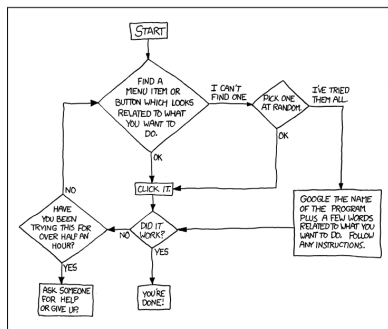 START
FIND A
MENU ITEM OR
BUTTON WHICH LOOKS
RELATED TO WHAT
YOU WANT TO
DO.
I CAN'T
FIND ONE
PICK ONE
AT RANDOM.
I'VE TRIED
THEM ALL.
OK
OK
CLICK IT.
NO
HAVE
YOU BEEN
TRYING THIS FOR
OVER HALF AN
HOUR?
NO
DID IT
WORK?
GOOGLE THE NAME
OF THE PROGRAM
PLUS A FEW WORDS
RELATED TO WHAT YOU
WANT TO DO. FOLLOW
ANY INSTRUCTIONS.
YES
YES
ASK SOMEONE
FOR HELP
OR GIVE UP.
YOU'RE
DONE!